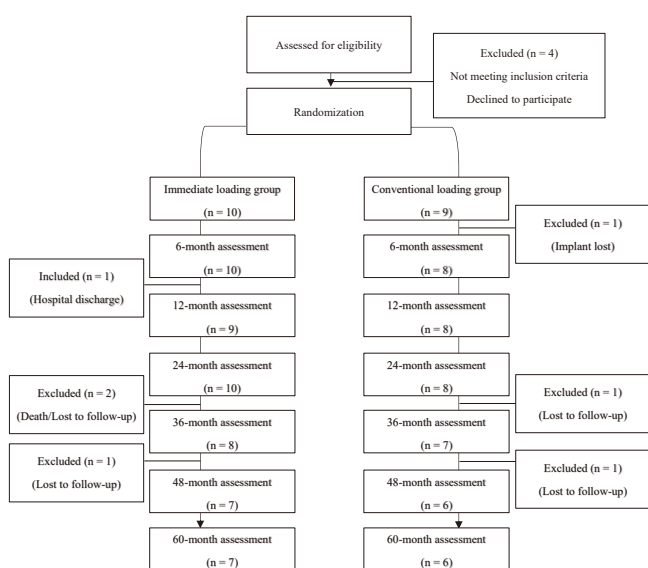 Assessed for eligibility
Excluded (n = 4)
Not meeting inclusion criteria
Declined to participate
Randomization
Immediate loading group
(n = 10)
Conventional loading group
(n = 9)
Excluded (n = 1)
(Implant lost)
6-month assessment
(n = 10)
6-month assessment
(n = 8)
Included (n = 1)
(Hospital discharge)
12-month assessment
(n = 9)
12-month assessment
(n = 8)
24-month assessment
(n = 10)
24-month assessment
(n = 8)
Excluded (n = 2)
(Death/Lost to follow-up)
Excluded (n = 1)
(Lost to follow-up)
36-month assessment
(n = 8)
36-month assessment
(n = 7)
Excluded (n = 1)
(Lost to follow-up)
Excluded (n = 1)
(Lost to follow-up)
48-month assessment
(n = 7)
48-month assessment
(n = 6)
60-month assessment
(n = 7)
60-month assessment
(n = 6)